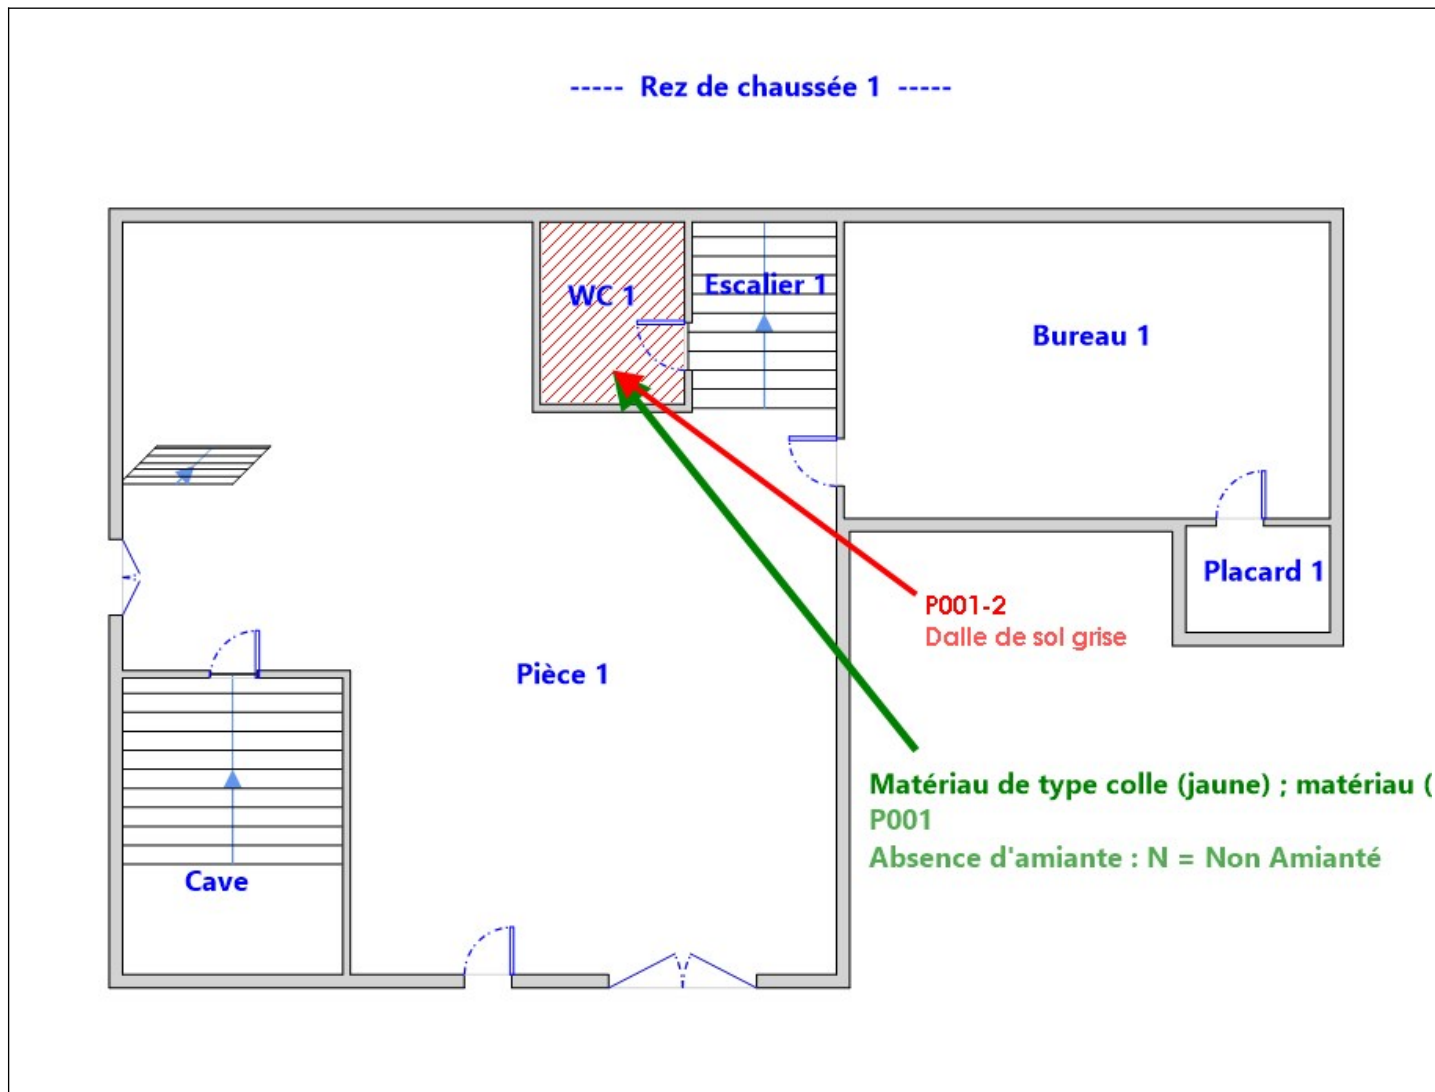 ----- Rez de chaussée 1 -----
WC 1
Escalier 1
Bureau 1
Placard 1
P001-2
Dalle de sol grise
Pièce 1
Matériau de type colle (jaune) ; matériau (
P001
Absence d'amiante : N = Non Amianté
Cave